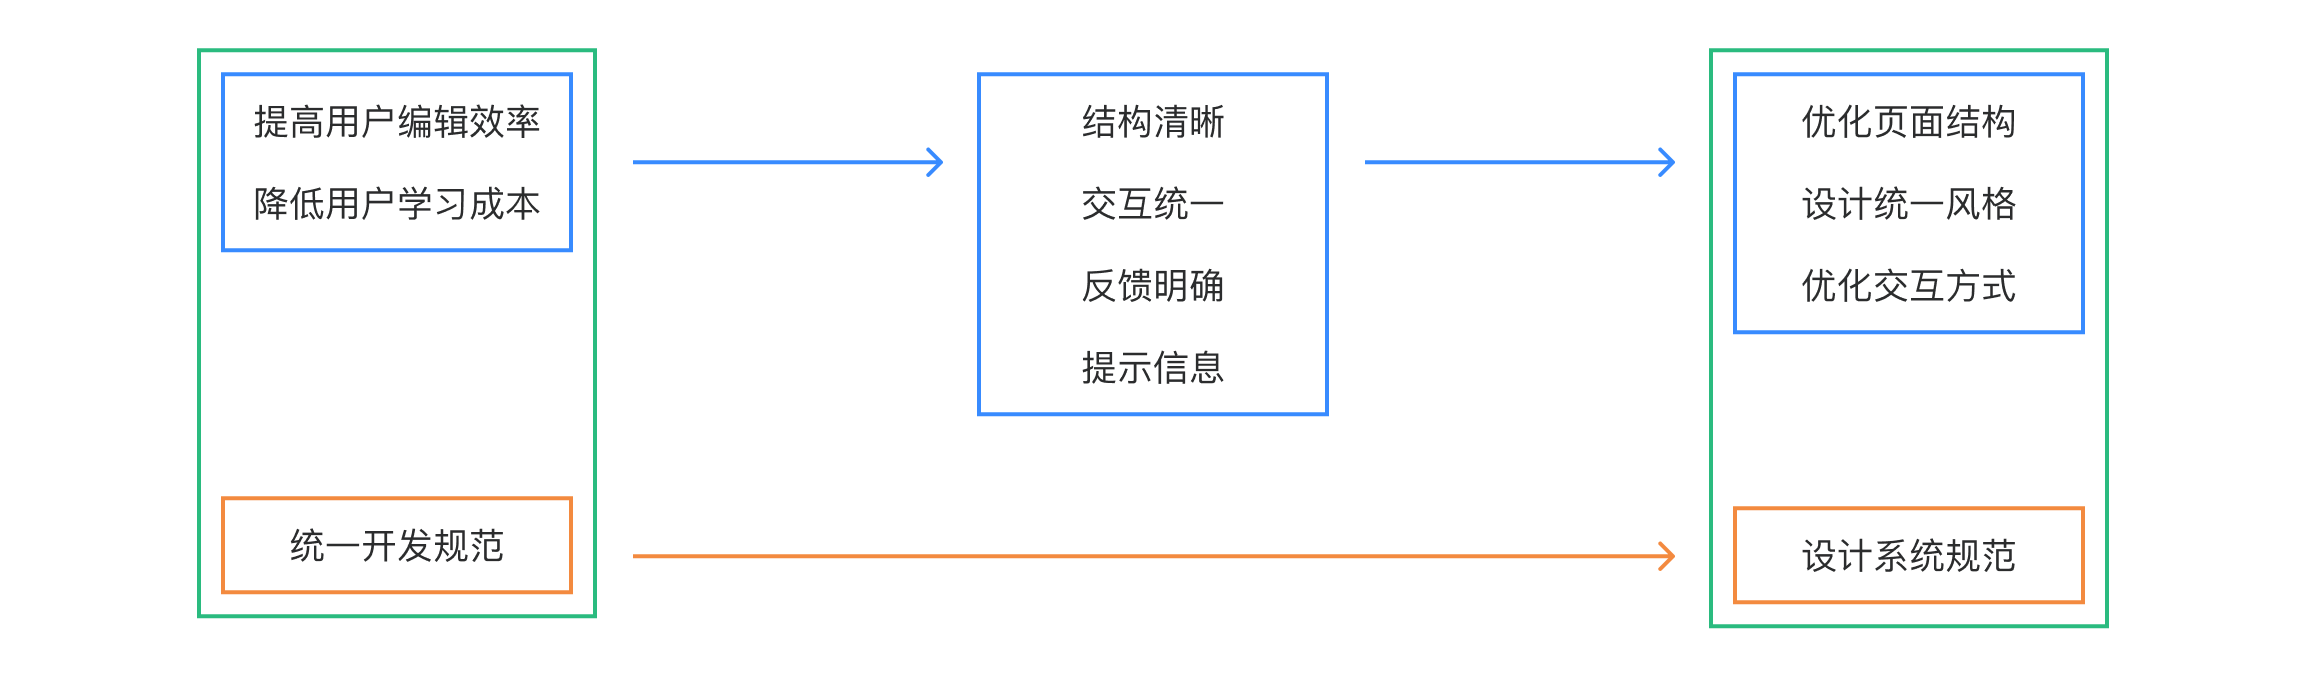 提高用户编辑效率
降低用户学习成本
统一开发规范
结构清晰
交互统一
反馈明确
提示信息
优化页面结构
设计统一风格
优化交互方式
设计系统规范